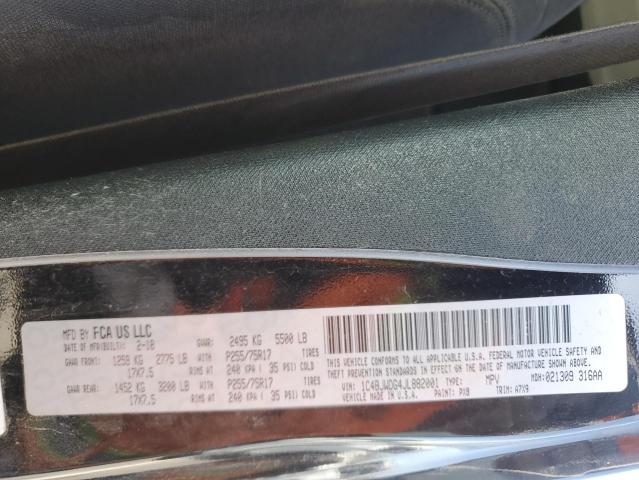 MFD BY FCA US LLC
DATE OF MFR(BUILT): 2-18 GVWR: 2495 KG 5500 LB
GAWR FRONT: 1259 KG 2775 LB WITH P255/75R17 TIRES
17X7.5 RIMS AT 240 KPA ( 35 PSI) COLD
GAWR REAR: 1452 KG 3200 LB WITH P255/75R17 TIRES
17X7.5 RIMS AT 240 KPA ( 35 PSI) COLD
THIS VEHICLE CONFORMS TO ALL APPLICABLE U.S.A. FEDERAL MOTOR VEHICLE SAFETY AND
THEFT PREVENTION STANDARDS IN EFFECT ON THE DATE OF MANUFACTURE SHOWN ABOVE.
VIN: 1C4BJWDG4JL882001 TYPE: MPV MDH: 021309 316AA
VEHICLE MADE IN U.S.A. PAINT: PX8 TRIM: A7X9